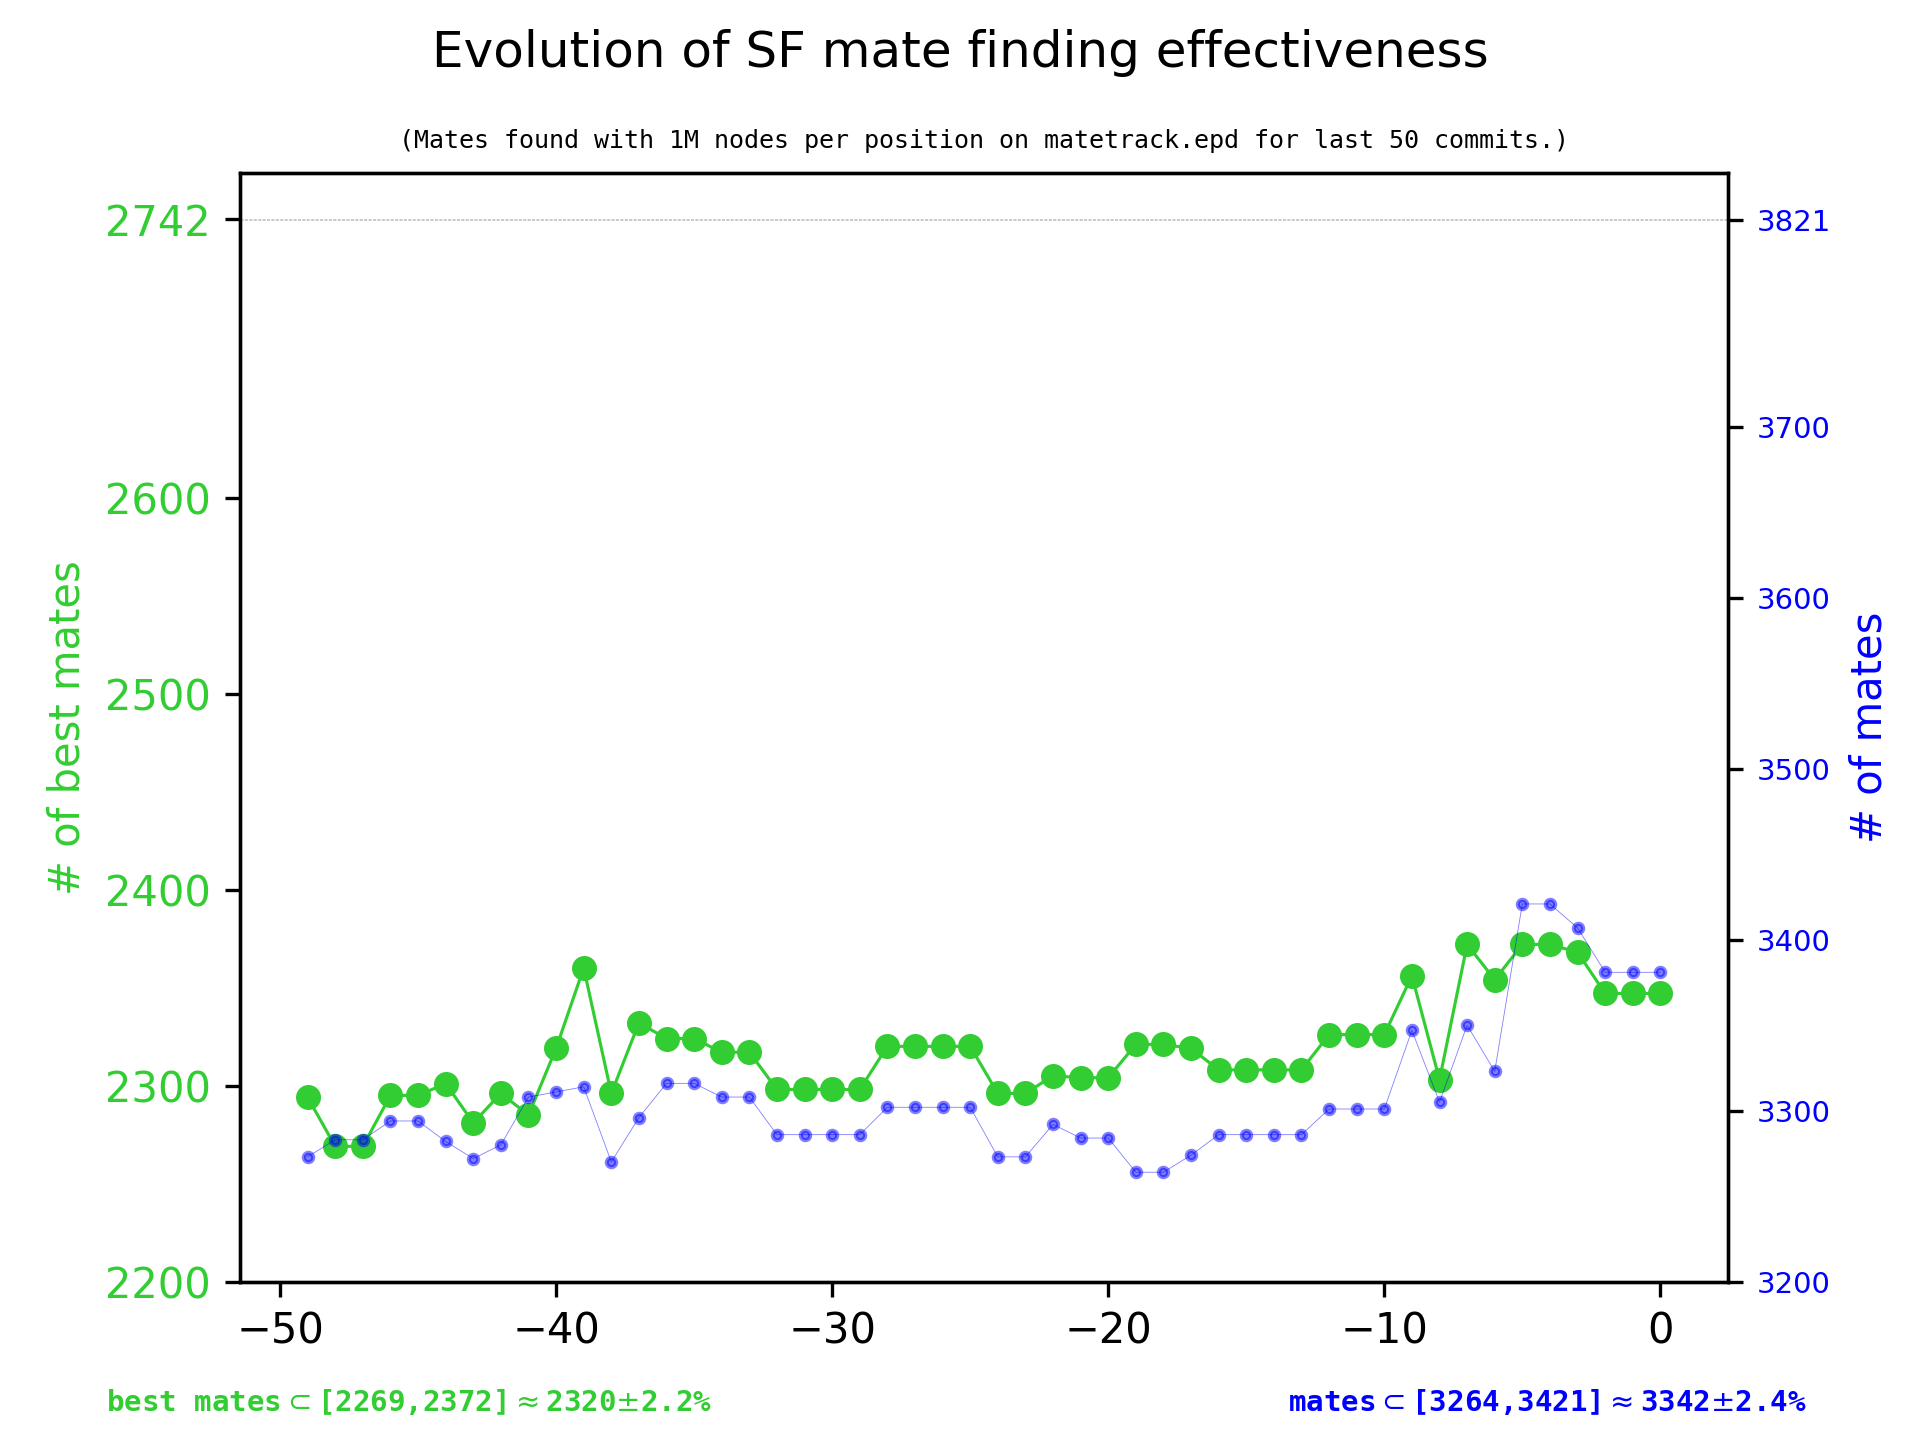 Evolution of SF mate finding effectiveness
(Mates found with 1M nodes per position on matetrack.epd for last 50 commits.)
# of best mates
2742
2600
2500
2400
2300
2200
3821
3700
3600
3500
3400
3300
3200
# of mates
−50 −40 −30 −20 −10 0
best mates ⊂ [2269,2372] ≈ 2320±2.2%
mates ⊂ [3264,3421] ≈ 3342±2.4%